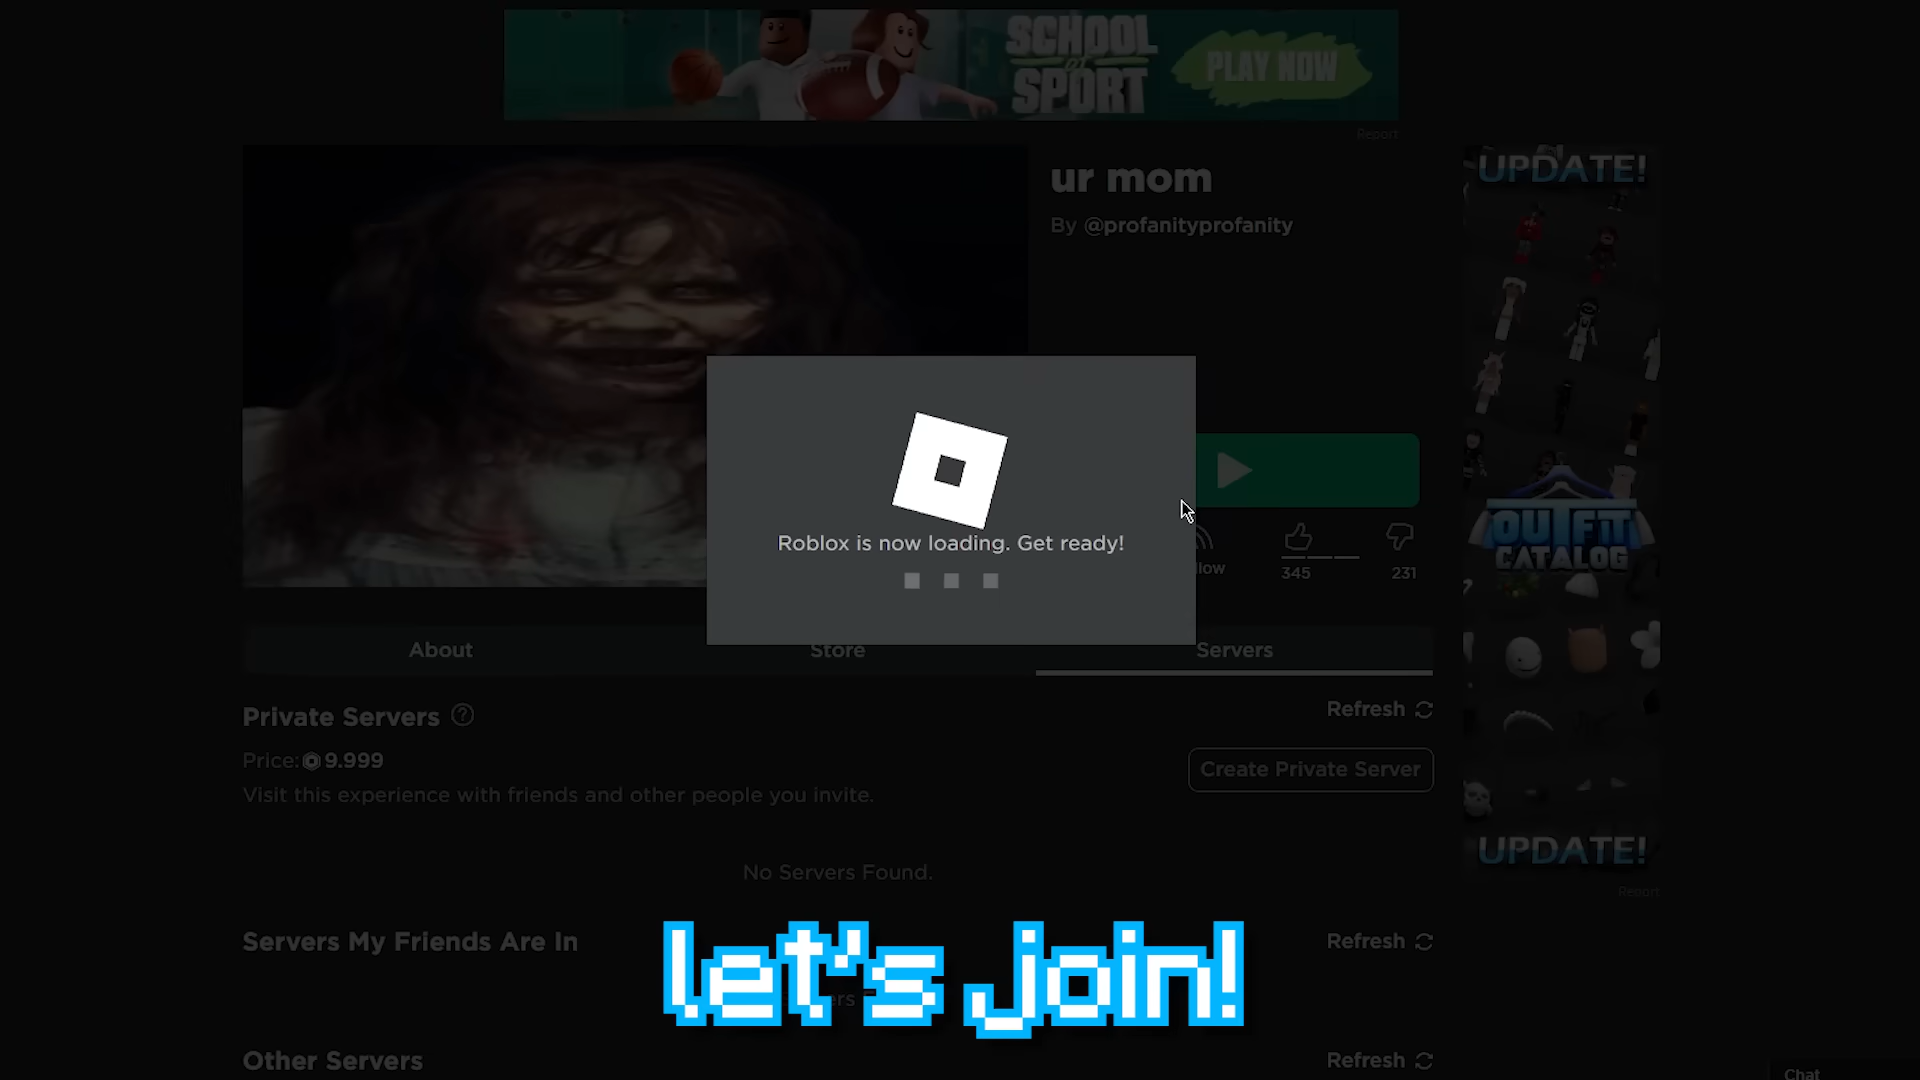 SCHOOL
of
SPORT
PLAY NOW
Report
ur mom
By @profanityprofanity
UPDATE!
Roblox is now loading. Get ready!
llow
345
231
OUTFIT
CATALOG
About
Store
Servers
Private Servers
Refresh
Price: 9.999
Create Private Server
Visit this experience with friends and other people you invite.
UPDATE!
No Servers Found.
Report
Servers My Friends Are In
Refresh
let's join!
Other Servers
Refresh
Chat